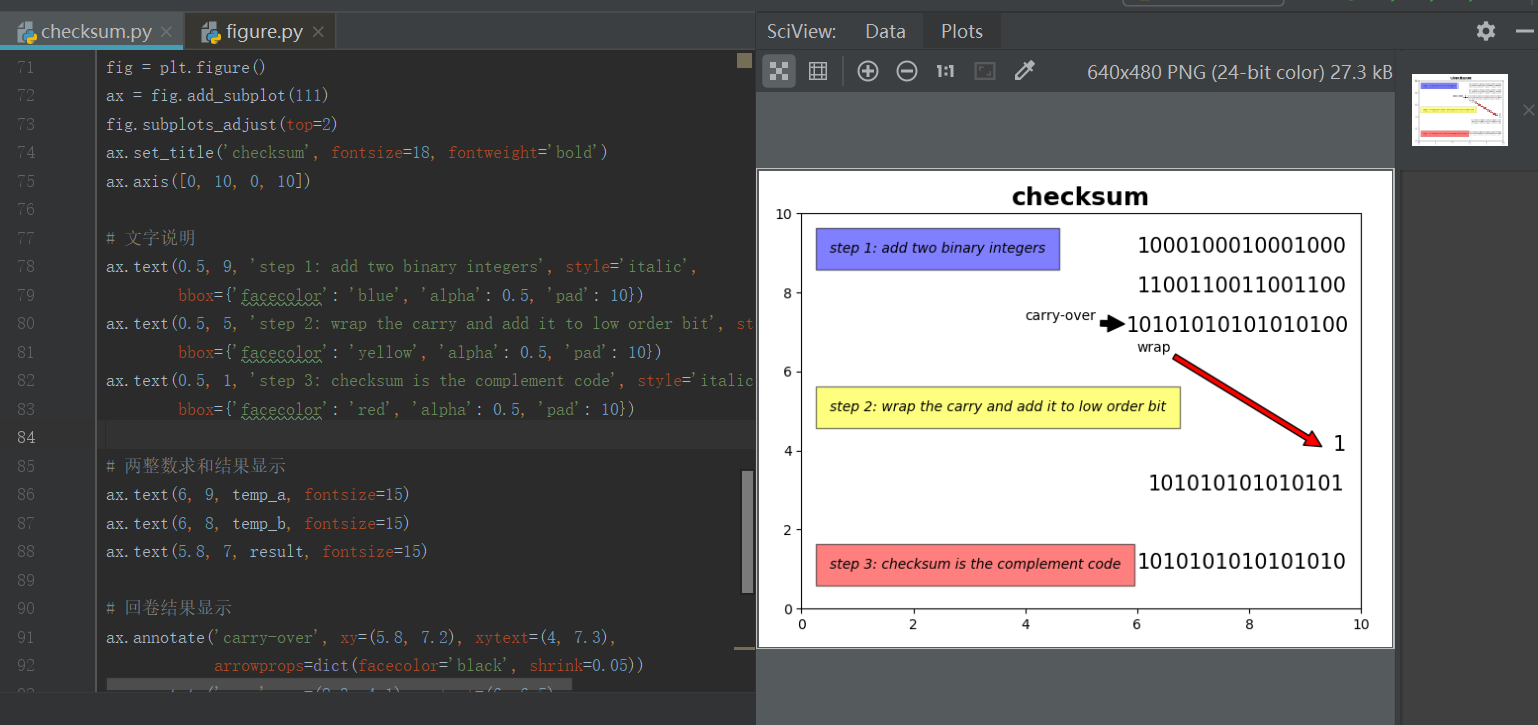 checksum.py
figure.py
SciView:
Data
Plots
640x480 PNG (24-bit color) 27.3 kB
71 fig = plt.figure()
72 ax = fig.add_subplot(111)
73 fig.subplots_adjust(top=2)
74 ax.set_title('checksum', fontsize=18, fontweight='bold')
75 ax.axis([0, 10, 0, 10])
76
77 # 文字说明
78 ax.text(0.5, 9, 'step 1: add two binary integers', style='italic',
79 bbox={'facecolor': 'blue', 'alpha': 0.5, 'pad': 10})
80 ax.text(0.5, 5, 'step 2: wrap the carry and add it to low order bit', st
81 bbox={'facecolor': 'yellow', 'alpha': 0.5, 'pad': 10})
82 ax.text(0.5, 1, 'step 3: checksum is the complement code', style='italic
83 bbox={'facecolor': 'red', 'alpha': 0.5, 'pad': 10})
84
85 # 两整数求和结果显示
86 ax.text(6, 9, temp_a, fontsize=15)
87 ax.text(6, 8, temp_b, fontsize=15)
88 ax.text(5.8, 7, result, fontsize=15)
89
90 # 回卷结果显示
91 ax.annotate('carry-over', xy=(5.8, 7.2), xytext=(4, 7.3),
92 arrowprops=dict(facecolor='black', shrink=0.05))
1:1
checksum
10
step 1: add two binary integers
1000100010001000
8
1100110011001100
carry-over
10101010101010100
wrap
6
step 2: wrap the carry and add it to low order bit
4
1
101010101010101
2
step 3: checksum is the complement code
1010101010101010
0
0 2 4 6 8 10